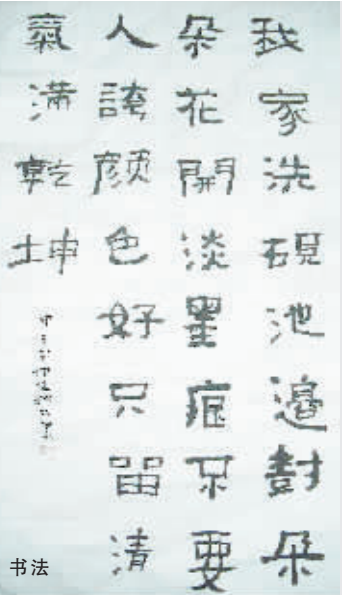 我家洗硯池邊尌朵
朵花開淡墨痕不要
人誇顔色好只留清
氣滿乾坤
书法